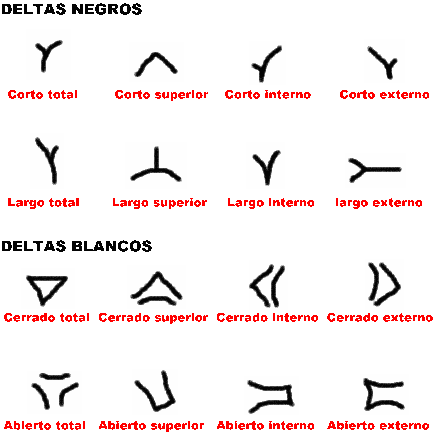 DELTAS NEGROS
Corto total Corto superior Corto interno Corto externo
Largo total Largo superior Largo Interno largo externo
DELTAS BLANCOS
Cerrado total Cerrado superior Cerrado Interno Cerrado externo
Abierto total Abierto superior Abierto interno Abierto externo